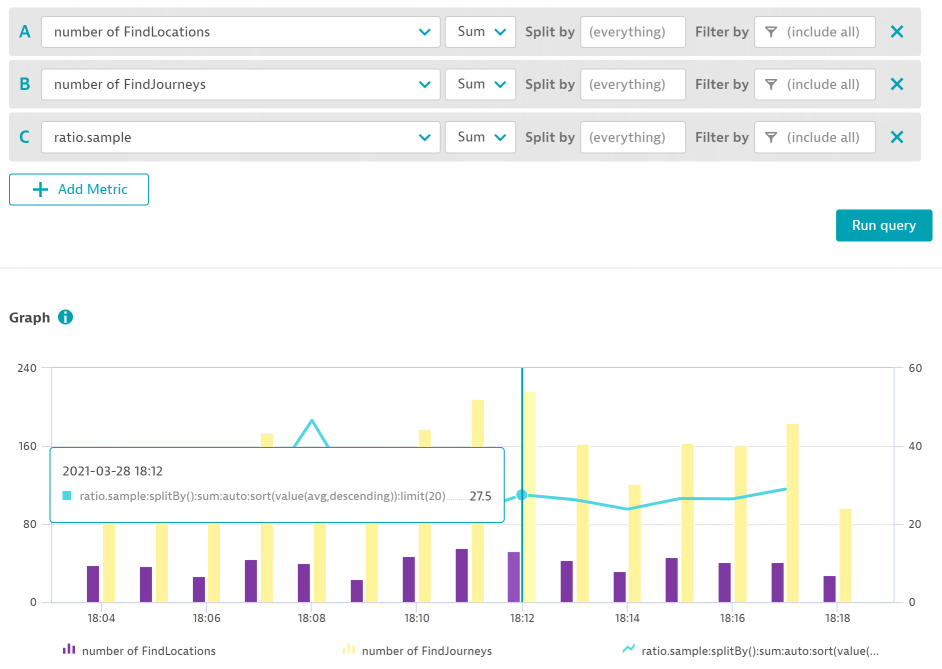 A number of FindLocations Sum Split by (everything) Filter by (include all)
B number of FindJourneys Sum Split by (everything) Filter by (include all)
C ratio.sample Sum Split by (everything) Filter by (include all)
Add Metric
Run query
Graph
240 60
160 40
2021-03-28 18:12
ratio.sample:splitBy():sum:auto:sort(value(avg,descending)):limit(20) 27.5
80 20
0 0
18:04 18:06 18:08 18:10 18:12 18:14 18:16 18:18
number of FindLocations number of FindJourneys ratio.sample:splitBy():sum:auto:sort(value(...